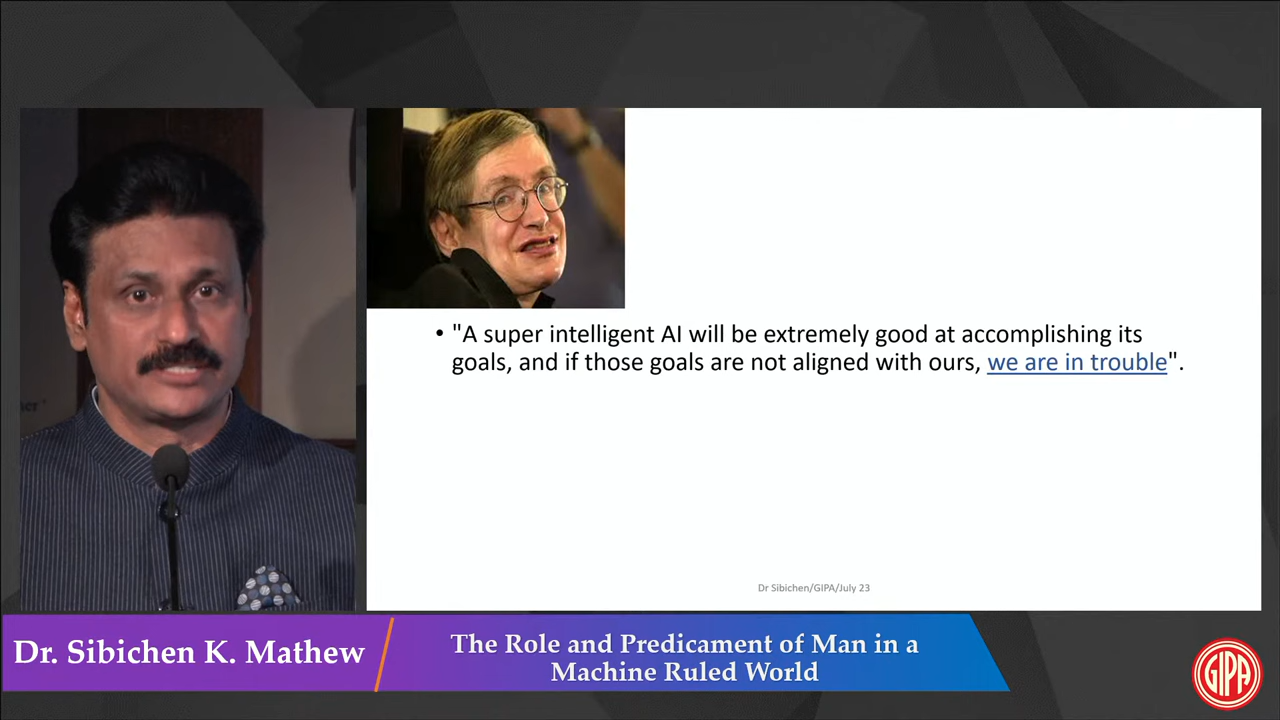 • "A super intelligent AI will be extremely good at accomplishing its
goals, and if those goals are not aligned with ours, we are in trouble".
Dr Sibichen/GIPA/July 23
Dr. Sibichen K. Mathew
The Role and Predicament of Man in a
Machine Ruled World
GIPA